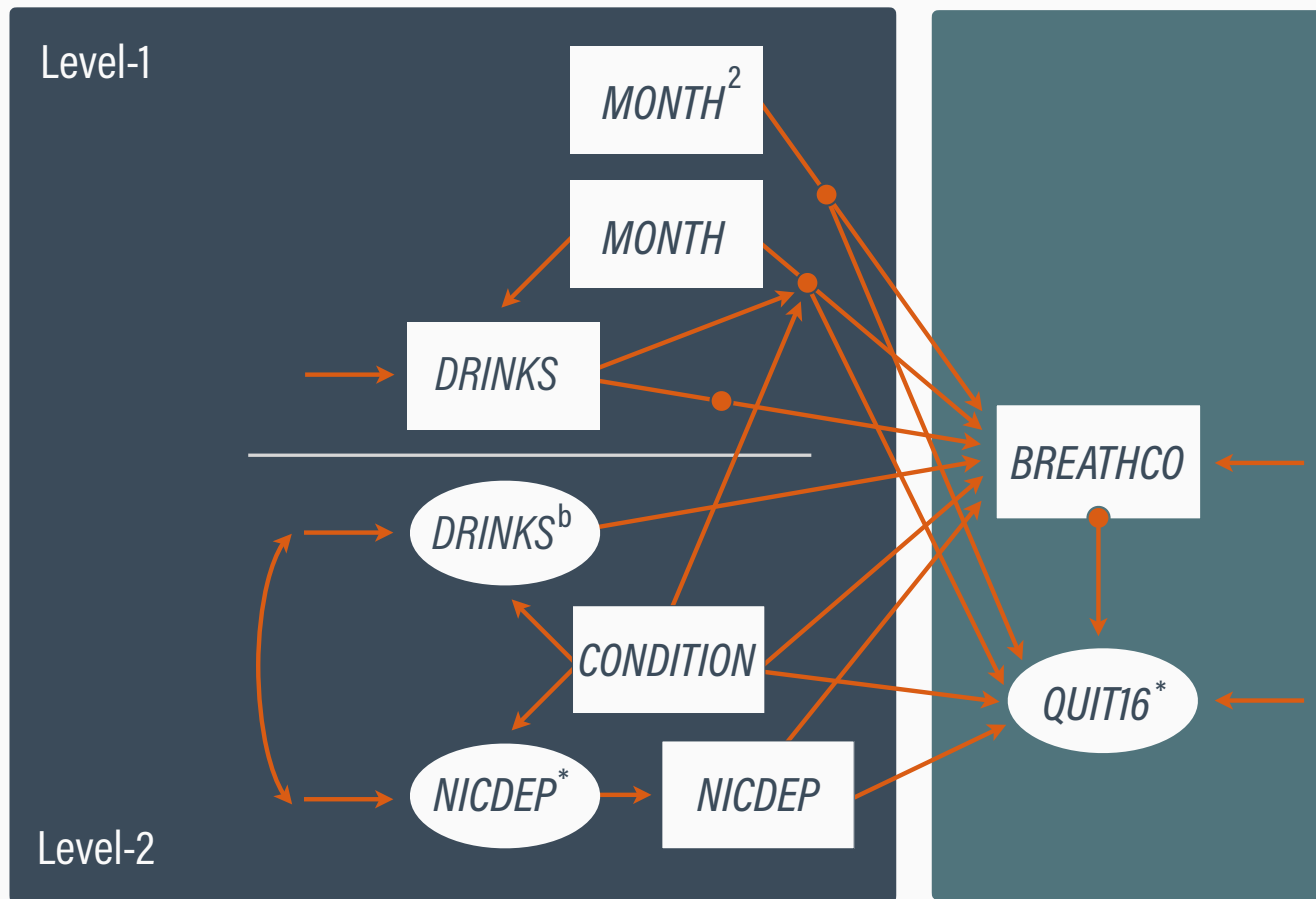 Level-1
MONTH²
MONTH
DRINKS
BREATHCO
DRINKSᵇ
CONDITION
QUIT16*
NICDEP*
NICDEP
Level-2